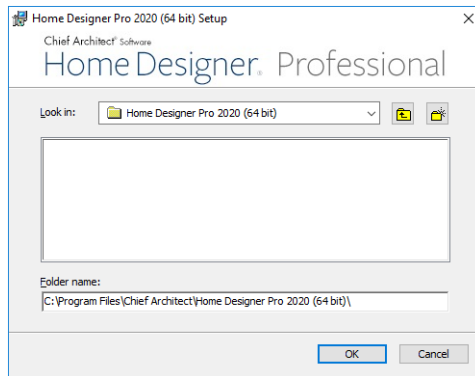 Home Designer Pro 2020 (64 bit) Setup
Chief Architect® Software
Home Designer® Professional
Look in:
Home Designer Pro 2020 (64 bit)
Folder name:
C:\Program Files\Chief Architect\Home Designer Pro 2020 (64 bit)\
OK
Cancel